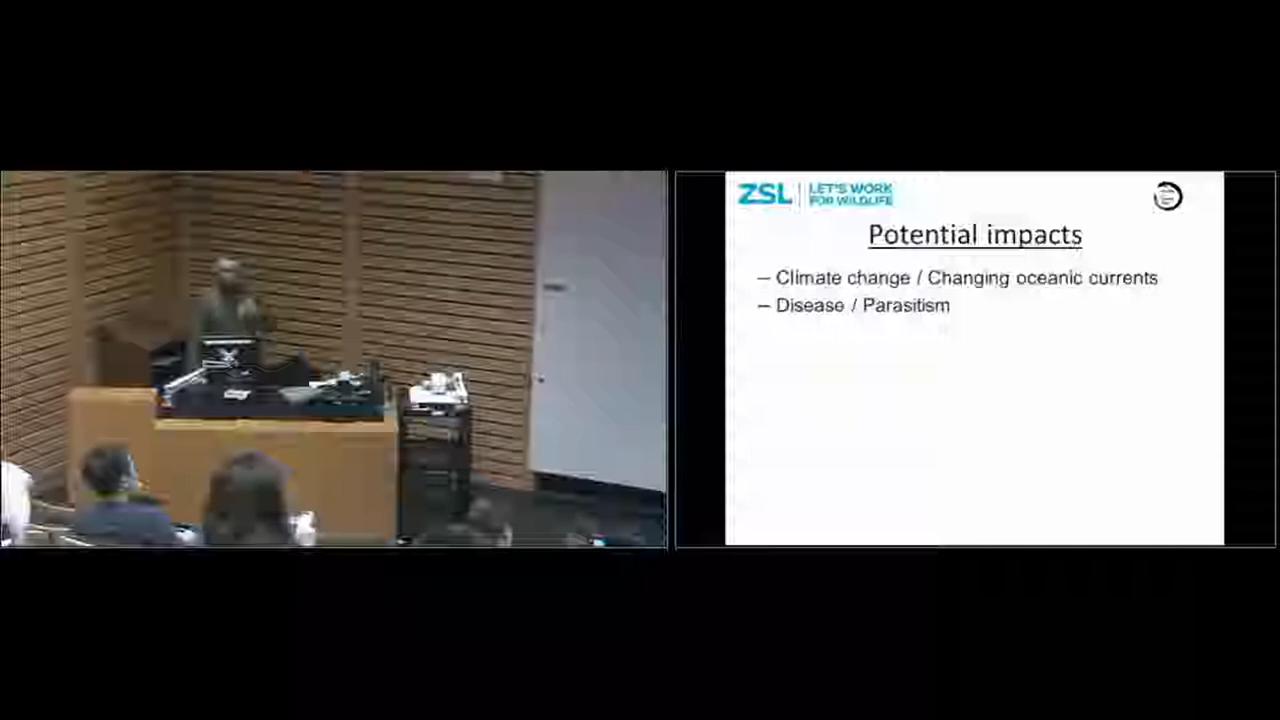 ZSL
LET'S WORK
FOR WILDLIFE
Potential impacts
– Climate change / Changing oceanic currents
– Disease / Parasitism